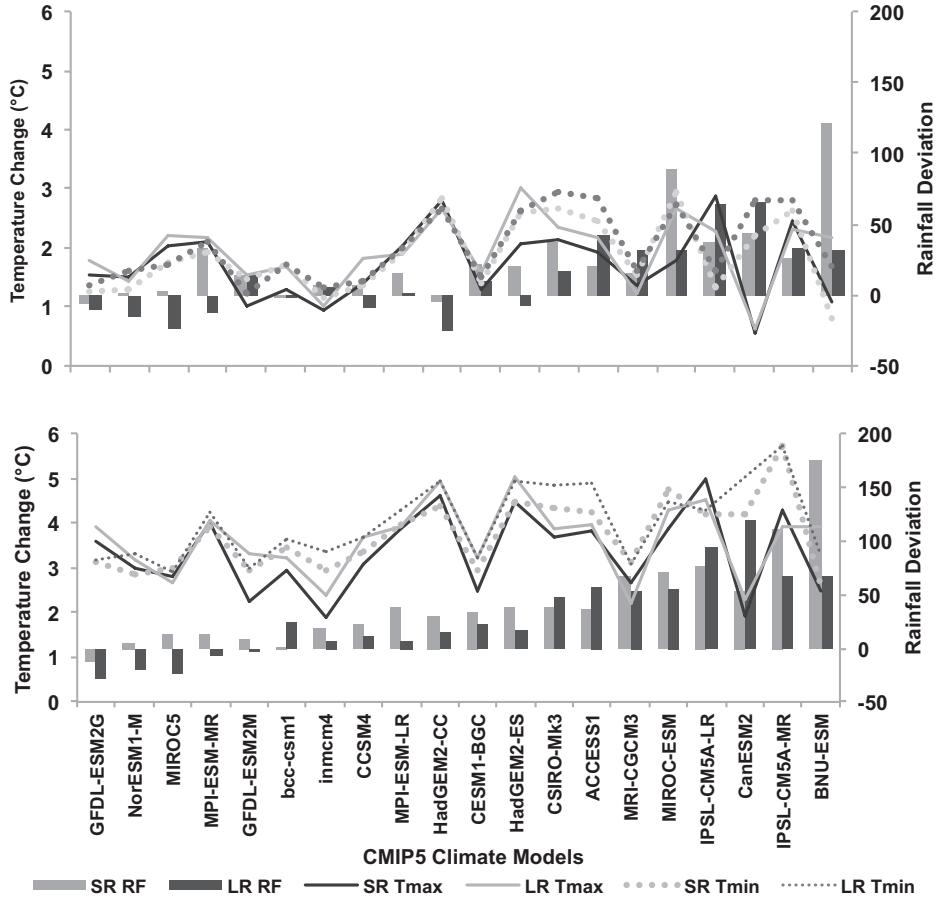 6
5
4
3
2
1
0
Temperature Change (°C)
200
150
100
50
0
-50
Rainfall Deviation
6
5
4
3
2
1
0
Temperature Change (°C)
200
150
100
50
0
-50
Rainfall Deviation
GFDL-ESM2G
NorESM1-M
MIROC5
MPI-ESM-MR
GFDL-ESM2M
bcc-csm1
inmcm4
CCSM4
MPI-ESM-LR
HadGEM2-CC
CESM1-BGC
HadGEM2-ES
CSIRO-Mk3
ACCESS1
MRI-CGCM3
MIROC-ESM
IPSL-CM5A-LR
CanESM2
IPSL-CM5A-MR
BNU-ESM
CMIP5 Climate Models
SR RF LR RF SR Tmax LR Tmax SR Tmin LR Tmin